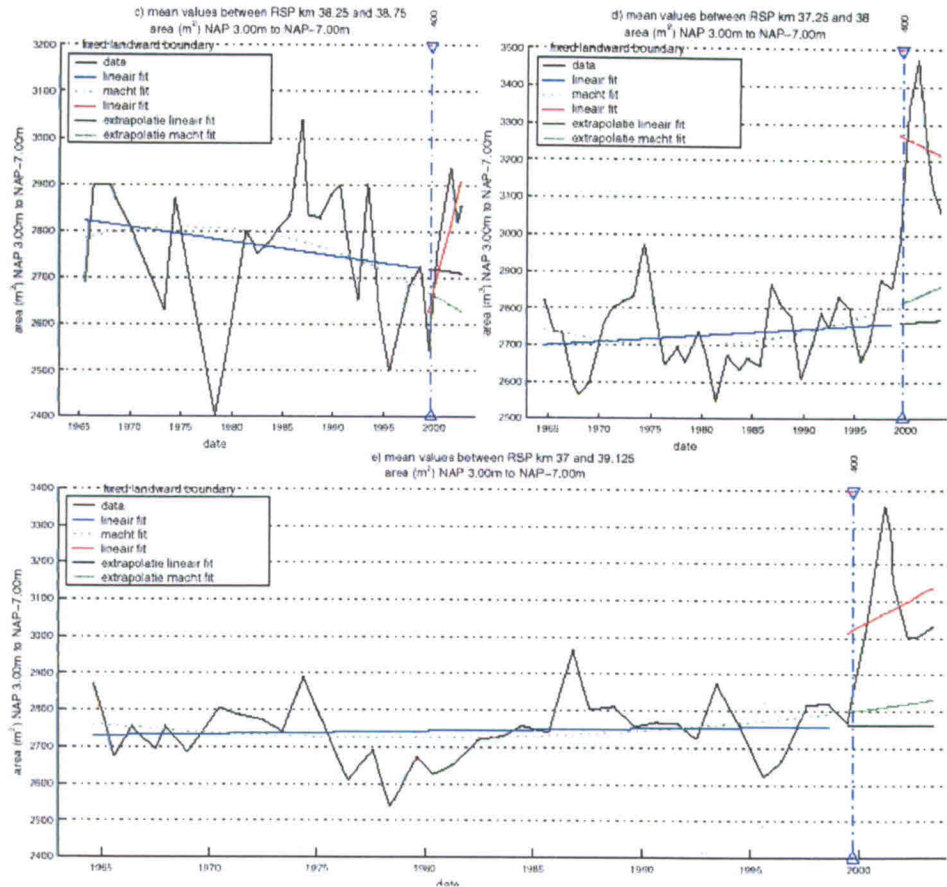 c) mean values between RSP km 38.25 and 38.75
area (m²) NAP 3.00m to NAP−7.00m
400
3200
3100
3000
2900
2800
2700
2600
2500
2400
area (m²) NAP 3.00m to NAP−7.00m
fixed landward boundary
data
lineair fit
macht fit
lineair fit
extrapolatie lineair fit
extrapolatie macht fit
1965 1970 1975 1980 1985 1990 1995 2000
date
d) mean values between RSP km 37.25 and 38
area (m²) NAP 3.00m to NAP−7.00m
400
3500
3400
3300
3200
3100
3000
2900
2800
2700
2600
2500
area (m²) NAP 3.00m to NAP−7.00m
fixed landward boundary
data
lineair fit
macht fit
lineair fit
extrapolatie lineair fit
extrapolatie macht fit
1965 1970 1975 1980 1985 1990 1995 2000
date
e) mean values between RSP km 37 and 39.125
area (m²) NAP 3.00m to NAP−7.00m
400
3400
3300
3200
3100
3000
2900
2800
2700
2600
2500
2400
area (m²) NAP 3.00m to NAP−7.00m
fixed landward boundary
data
lineair fit
macht fit
lineair fit
extrapolatie lineair fit
extrapolatie macht fit
1965 1970 1975 1980 1985 1990 1995 2000
date